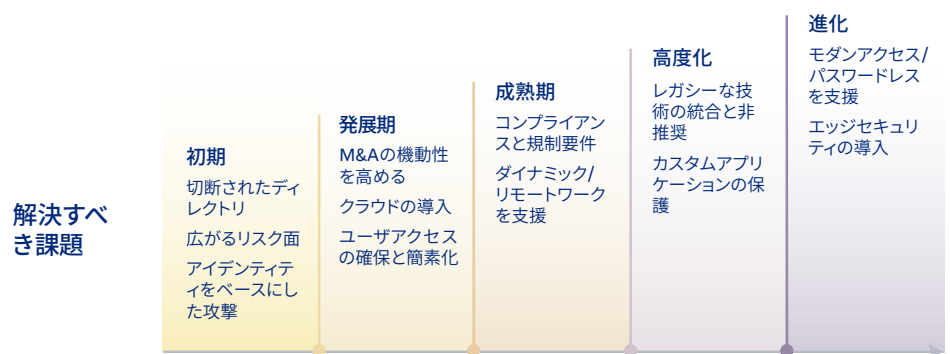 解決すべ
き課題
初期
切断されたディ
レクトリ
広がるリスク面
アイデンティテ
ィをベースにし
た攻撃
発展期
M&Aの機動性
を高める
クラウドの導入
ユーザアクセス
の確保と簡素化
成熟期
コンプライアン
スと規制要件
ダイナミック/
リモートワーク
を支援
高度化
レガシーな技
術の統合と非
推奨
カスタムアプリ
ケーションの保
護
進化
モダンアクセス/
パスワードレス
を支援
エッジセキュリ
ティの導入